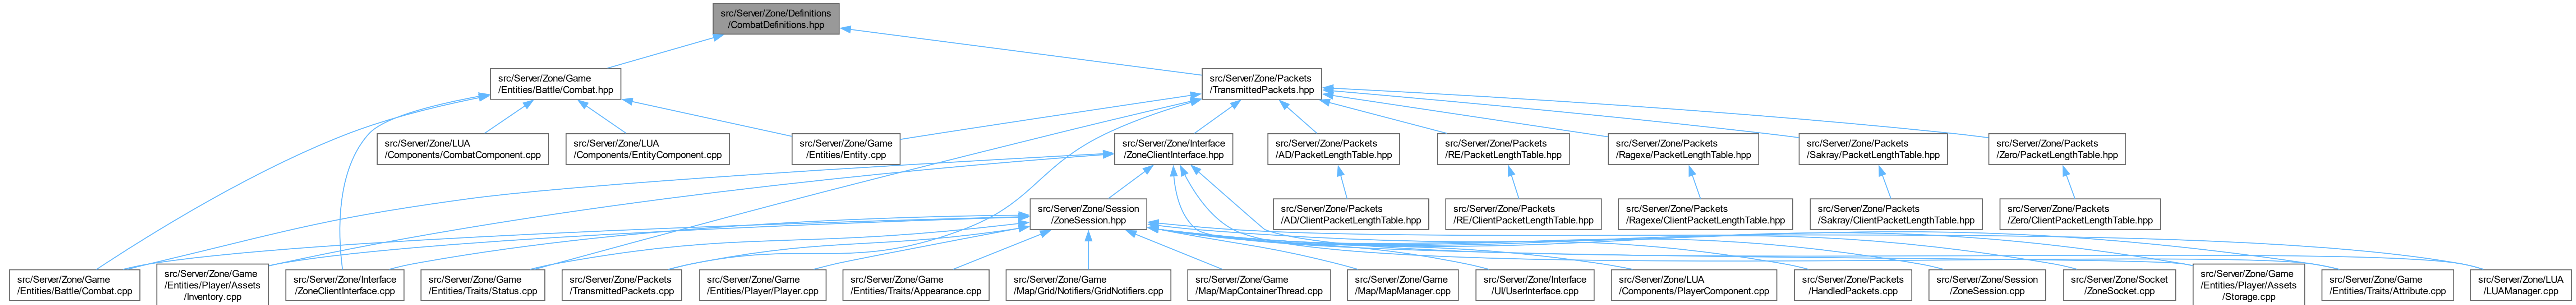 src/Server/Zone/Definitions
/CombatDefinitions.hpp
src/Server/Zone/Game
/Entities/Battle/Combat.hpp
src/Server/Zone/Packets
/TransmittedPackets.hpp
src/Server/Zone/LUA
/Components/CombatComponent.cpp
src/Server/Zone/LUA
/Components/EntityComponent.cpp
src/Server/Zone/Game
/Entities/Entity.cpp
src/Server/Zone/Interface
/ZoneClientInterface.hpp
src/Server/Zone/Packets
/AD/PacketLengthTable.hpp
src/Server/Zone/Packets
/RE/PacketLengthTable.hpp
src/Server/Zone/Packets
/Ragexe/PacketLengthTable.hpp
src/Server/Zone/Packets
/Sakray/PacketLengthTable.hpp
src/Server/Zone/Packets
/Zero/PacketLengthTable.hpp
src/Server/Zone/Session
/ZoneSession.hpp
src/Server/Zone/Packets
/AD/ClientPacketLengthTable.hpp
src/Server/Zone/Packets
/RE/ClientPacketLengthTable.hpp
src/Server/Zone/Packets
/Ragexe/ClientPacketLengthTable.hpp
src/Server/Zone/Packets
/Sakray/ClientPacketLengthTable.hpp
src/Server/Zone/Packets
/Zero/ClientPacketLengthTable.hpp
src/Server/Zone/Game
/Entities/Battle/Combat.cpp
src/Server/Zone/Game
/Entities/Player/Assets
/Inventory.cpp
src/Server/Zone/Interface
/ZoneClientInterface.cpp
src/Server/Zone/Game
/Entities/Traits/Status.cpp
src/Server/Zone/Packets
/TransmittedPackets.cpp
src/Server/Zone/Game
/Entities/Player/Player.cpp
src/Server/Zone/Game
/Entities/Traits/Appearance.cpp
src/Server/Zone/Game
/Map/Grid/Notifiers/GridNotifiers.cpp
src/Server/Zone/Game
/Map/MapContainerThread.cpp
src/Server/Zone/Game
/Map/MapManager.cpp
src/Server/Zone/Interface
/UI/UserInterface.cpp
src/Server/Zone/LUA
/Components/PlayerComponent.cpp
src/Server/Zone/Packets
/HandledPackets.cpp
src/Server/Zone/Session
/ZoneSession.cpp
src/Server/Zone/Socket
/ZoneSocket.cpp
src/Server/Zone/Game
/Entities/Player/Assets
/Storage.cpp
src/Server/Zone/Game
/Entities/Traits/Attribute.cpp
src/Server/Zone/LUA
/LUAManager.cpp